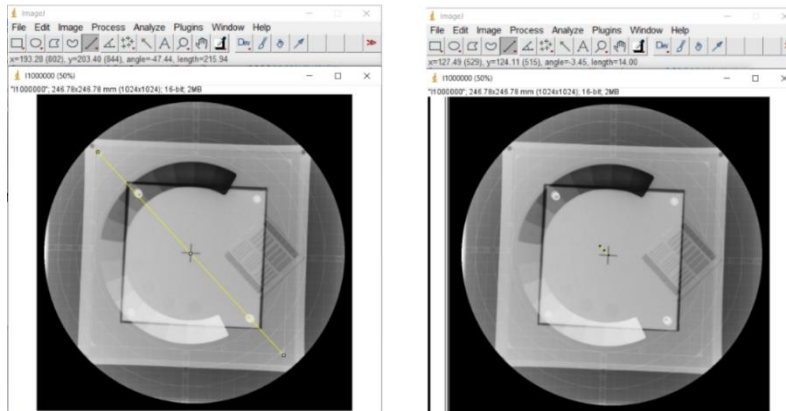 ImageJ
File Edit Image Process Analyze Plugins Window Help
A Dev
x=193.20 (802), y=203.40 (844), angle=-47.44, length=215.94
I1000000 (50%)
"I1000000"; 246.78x246.78 mm (1024x1024); 16-bit; 2MB
ImageJ
File Edit Image Process Analyze Plugins Window Help
A Dev
x=127.49 (529), y=124.11 (515), angle=-3.45, length=14.00
I1000000 (50%)
"I1000000"; 246.78x246.78 mm (1024x1024); 16-bit; 2MB